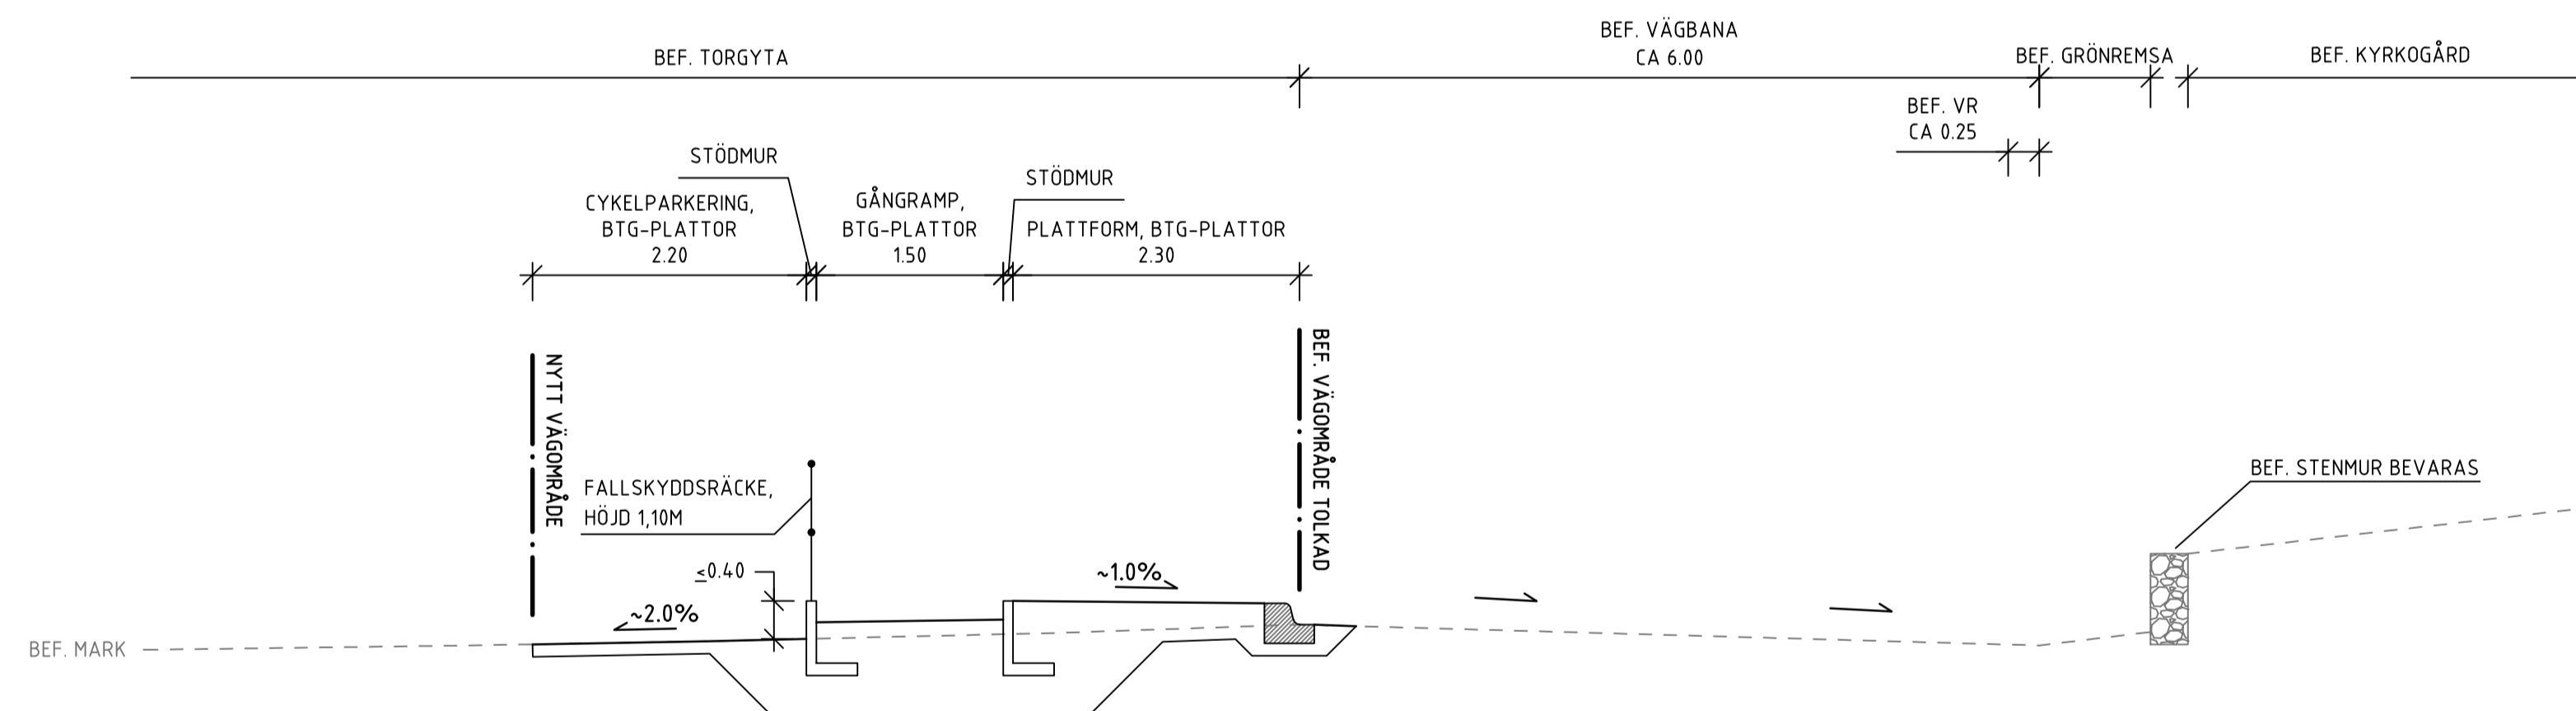 BEF. TORGYTA
BEF. VÄGBANA
CA 6.00
BEF. GRÖNREMSA
BEF. KYRKOGÅRD
BEF. VR
CA 0.25
STÖDMUR
STÖDMUR
CYKELPARKERING,
BTG-PLATTOR
2.20
GÅNGRAMP,
BTG-PLATTOR
1.50
PLATTFORM, BTG-PLATTOR
2.30
NYTT VÄGOMRÅDE
BEF. VÄGOMRÅDE TOLKAD
FALLSKYDDSRÄCKE,
HÖJD 1,10M
BEF. STENMUR BEVARAS
≤0.40
~1.0%
~2.0%
BEF. MARK